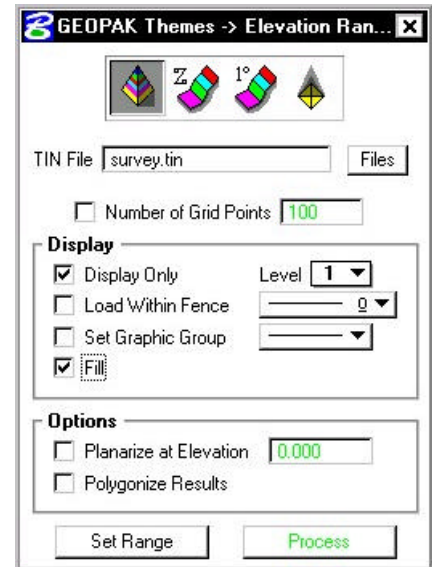 GEOPAK Themes -> Elevation Ran...
Z 1°
TIN File survey.tin Files
Number of Grid Points 100
Display
Display Only Level 1
Load Within Fence 0
Set Graphic Group
Fill
Options
Planarize at Elevation 0.000
Polygonize Results
Set Range Process